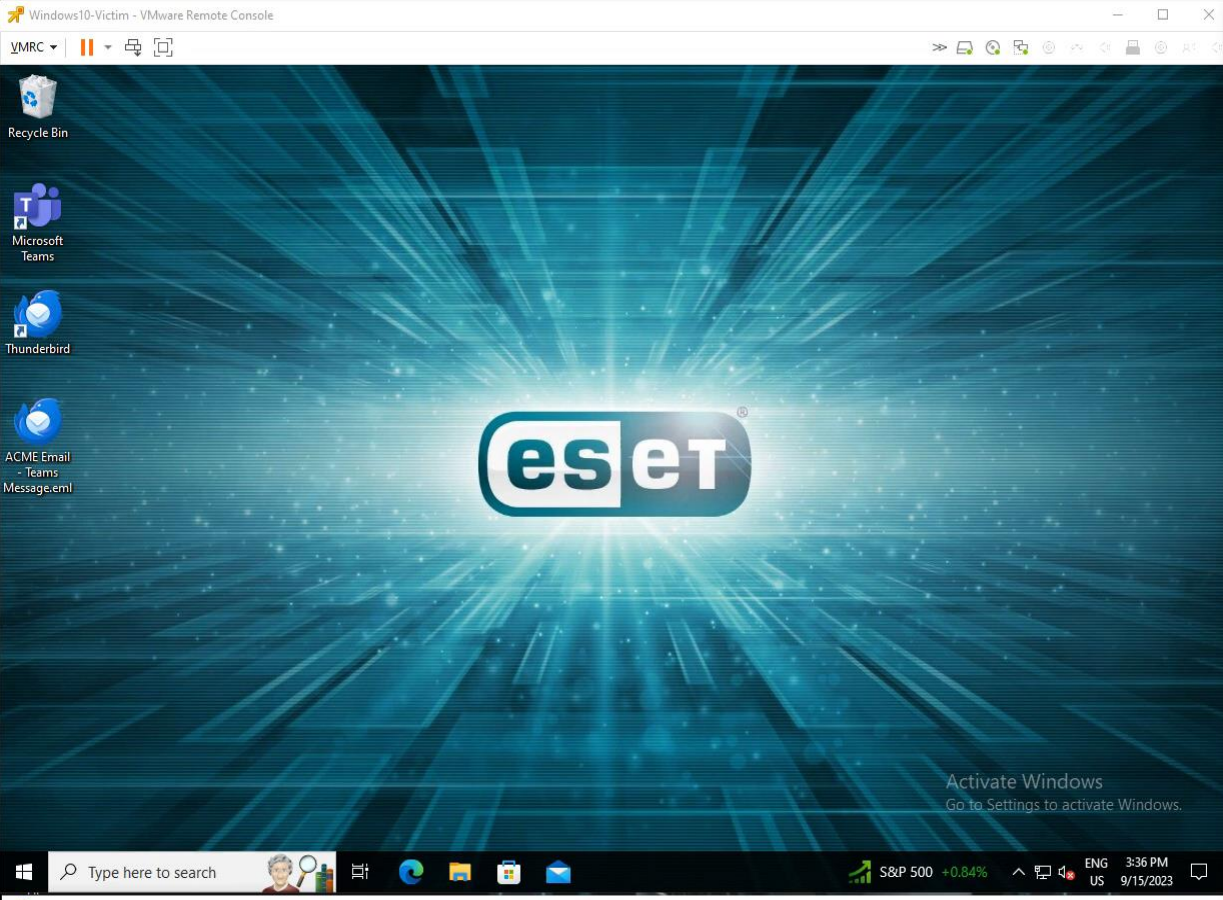 Windows10-Victim - VMware Remote Console
VMRC
Recycle Bin
T
Microsoft
Teams
Thunderbird
ACME Email
- Teams
Message.eml
eseT
®
Activate Windows
Go to Settings to activate Windows.
Type here to search
S&P 500 +0.84%
ENG
US
3:36 PM
9/15/2023